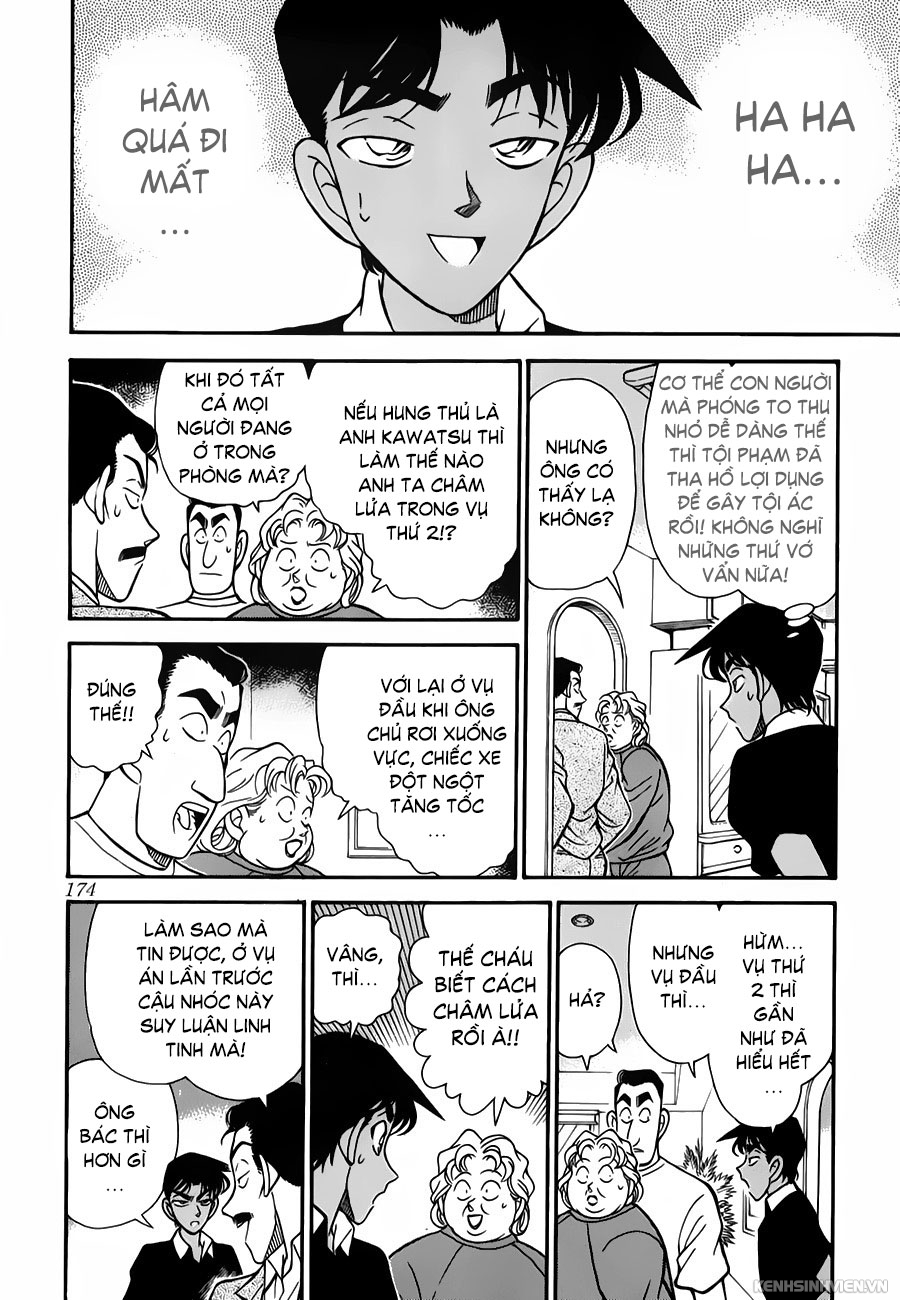 HA HA
HA...
HÂM
QUÁ ĐI
MẤT
...
CƠ THỂ CON NGƯỜI
MÀ PHÓNG TO THU
NHỎ DỄ DÀNG THẾ
THÌ TỘI PHẠM ĐÃ
THA HỒ LỢI DỤNG
ĐỂ GÂY TỘI ÁC
RỒI! KHÔNG NGHĨ
NHỮNG THỨ VỚ
VẨN NỮA!
NHƯNG
ÔNG CÓ
THẤY LẠ
KHÔNG?
NẾU HUNG THỦ LÀ
ANH KAWATSU THÌ
LÀM THẾ NÀO
ANH TA CHÂM
LỬA TRONG VỤ
THỨ 2!?
KHI ĐÓ TẤT
CẢ MỌI
NGƯỜI ĐANG
Ở TRONG
PHÒNG MÀ?
VỚI LẠI Ở VỤ
ĐẦU KHI ÔNG
CHỦ RƠI XUỐNG
VỰC, CHIẾC XE
ĐỘT NGỘT
TĂNG TỐC
...
ĐÚNG
THẾ!!
174
HỪM...
VỤ THỨ
2 THÌ
GẦN
NHƯ ĐÃ
HIỂU HẾT
...
NHƯNG
VỤ ĐẦU
THÌ...
HẢ?
THẾ CHÁU
BIẾT CÁCH
CHÂM LỬA
RỒI À!!
VÂNG,
THÌ...
LÀM SAO MÀ
TIN ĐƯỢC, Ở VỤ
ÁN LẦN TRƯỚC
CẬU NHÓC NÀY
SUY LUẬN LINH
TINH MÀ!
ÔNG
BÁC THÌ
HƠN GÌ
...
KENHSINHVIEN.VN